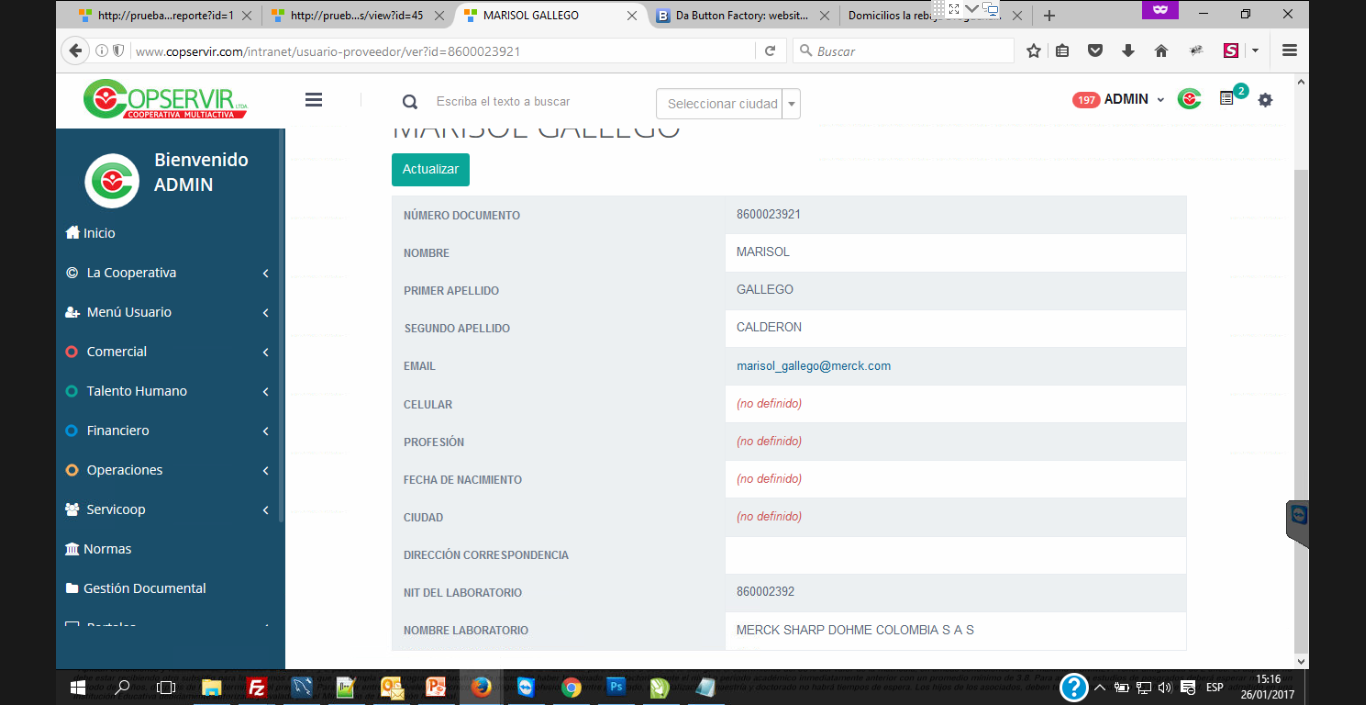 http://prueba...reporte?id=1
http://prueb...s/view?id=45
MARISOL GALLEGO
Da Button Factory: websit...
www.copservir.com/intranet/usuario-proveedor/ver?id=8600023921
Buscar
OPSERVIR LTDA.
COOPERATIVA MULTIACTIVA
Escriba el texto a buscar
Seleccionar ciudad
197 ADMIN
2
Bienvenido
ADMIN
Inicio
La Cooperativa
Menú Usuario
Comercial
Talento Humano
Financiero
Operaciones
Servicoop
Normas
Gestión Documental
Portales
MARISOL GALLEGO
Actualizar
NÚMERO DOCUMENTO 8600023921
NOMBRE MARISOL
PRIMER APELLIDO GALLEGO
SEGUNDO APELLIDO CALDERON
EMAIL marisol_gallego@merck.com
CELULAR (no definido)
PROFESIÓN (no definido)
FECHA DE NACIMIENTO (no definido)
CIUDAD (no definido)
DIRECCIÓN CORRESPONDENCIA
NIT DEL LABORATORIO 860002392
NOMBRE LABORATORIO MERCK SHARP DOHME COLOMBIA S A S
ESP
15:16
26/01/2017